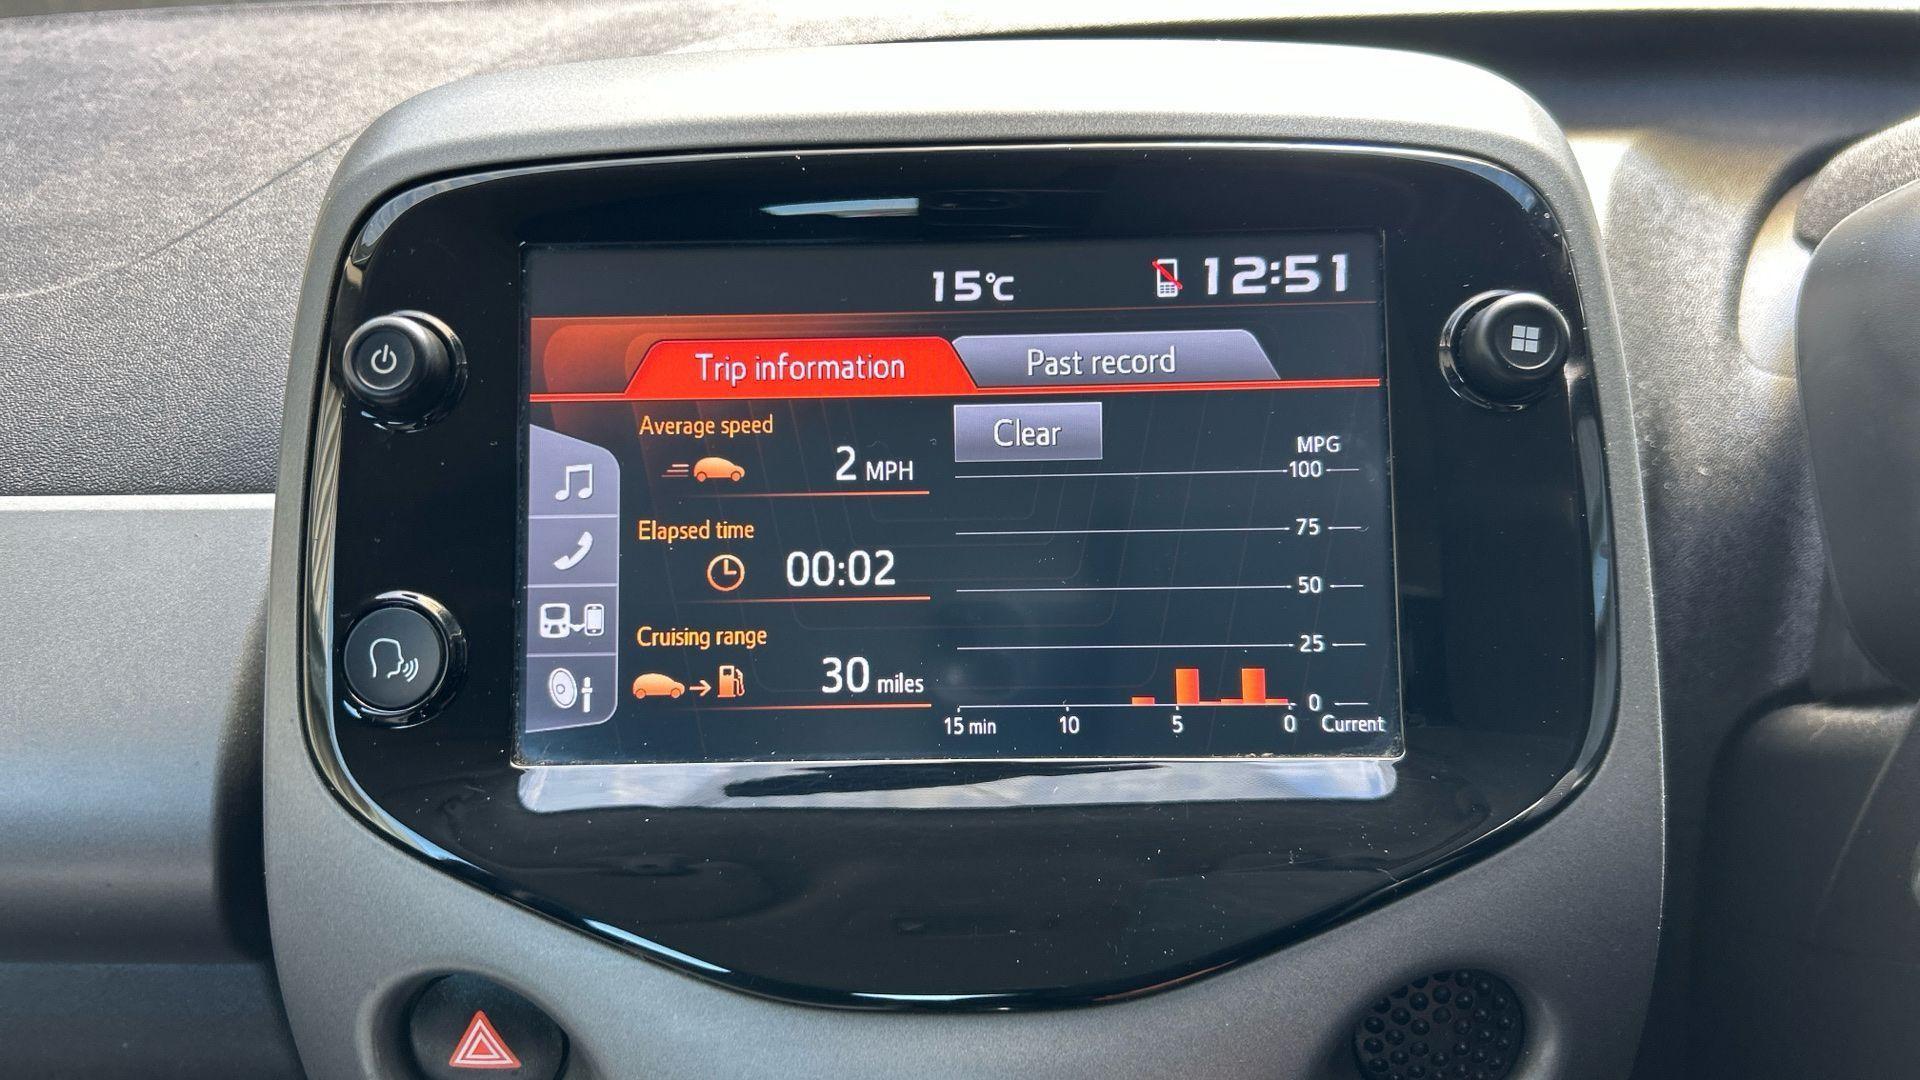 15°C 12:51
Trip information Past record
Average speed
2 MPH
Elapsed time
00:02
Cruising range
30 miles
Clear
MPG
100
75
50
25
0
15 min 10 5 0 Current